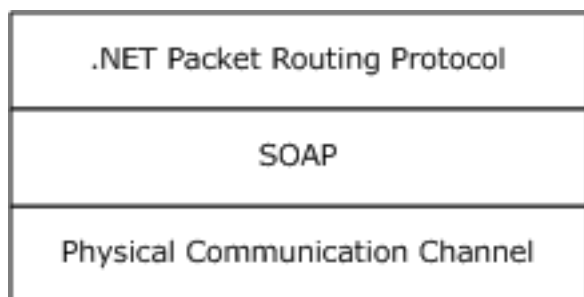 .NET Packet Routing Protocol
SOAP
Physical Communication Channel